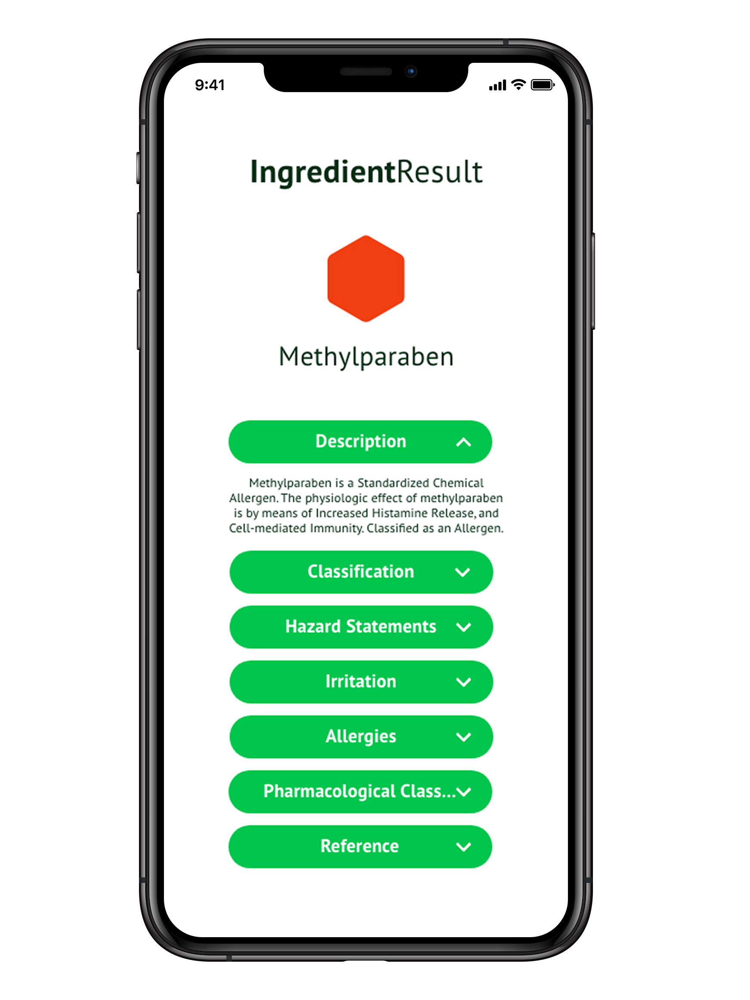 9:41
IngredientResult
Methylparaben
Description
Methylparaben is a Standardized Chemical
Allergen. The physiologic effect of methylparaben
is by means of Increased Histamine Release, and
Cell-mediated Immunity. Classified as an Allergen.
Classification
Hazard Statements
Irritation
Allergies
Pharmacological Class...
Reference